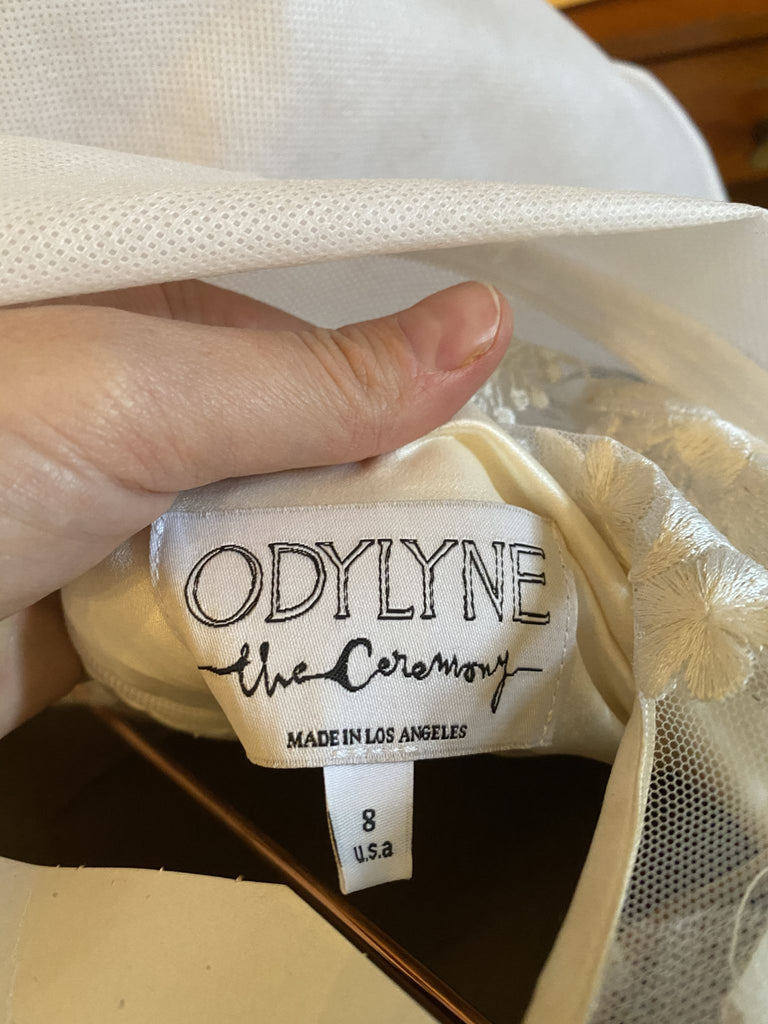 ODYLYNE
the Ceremony
MADE IN LOS ANGELES
8
u.s.a